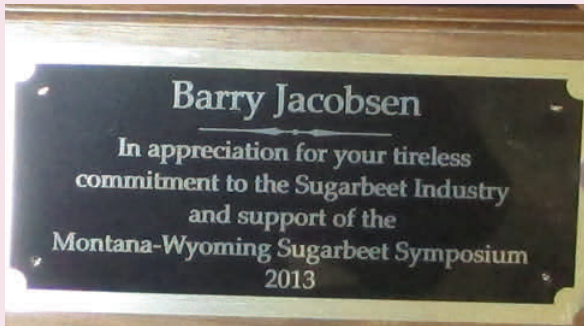 Barry Jacobsen
In appreciation for your tireless
commitment to the Sugarbeet Industry
and support of the
Montana-Wyoming Sugarbeet Symposium
2013